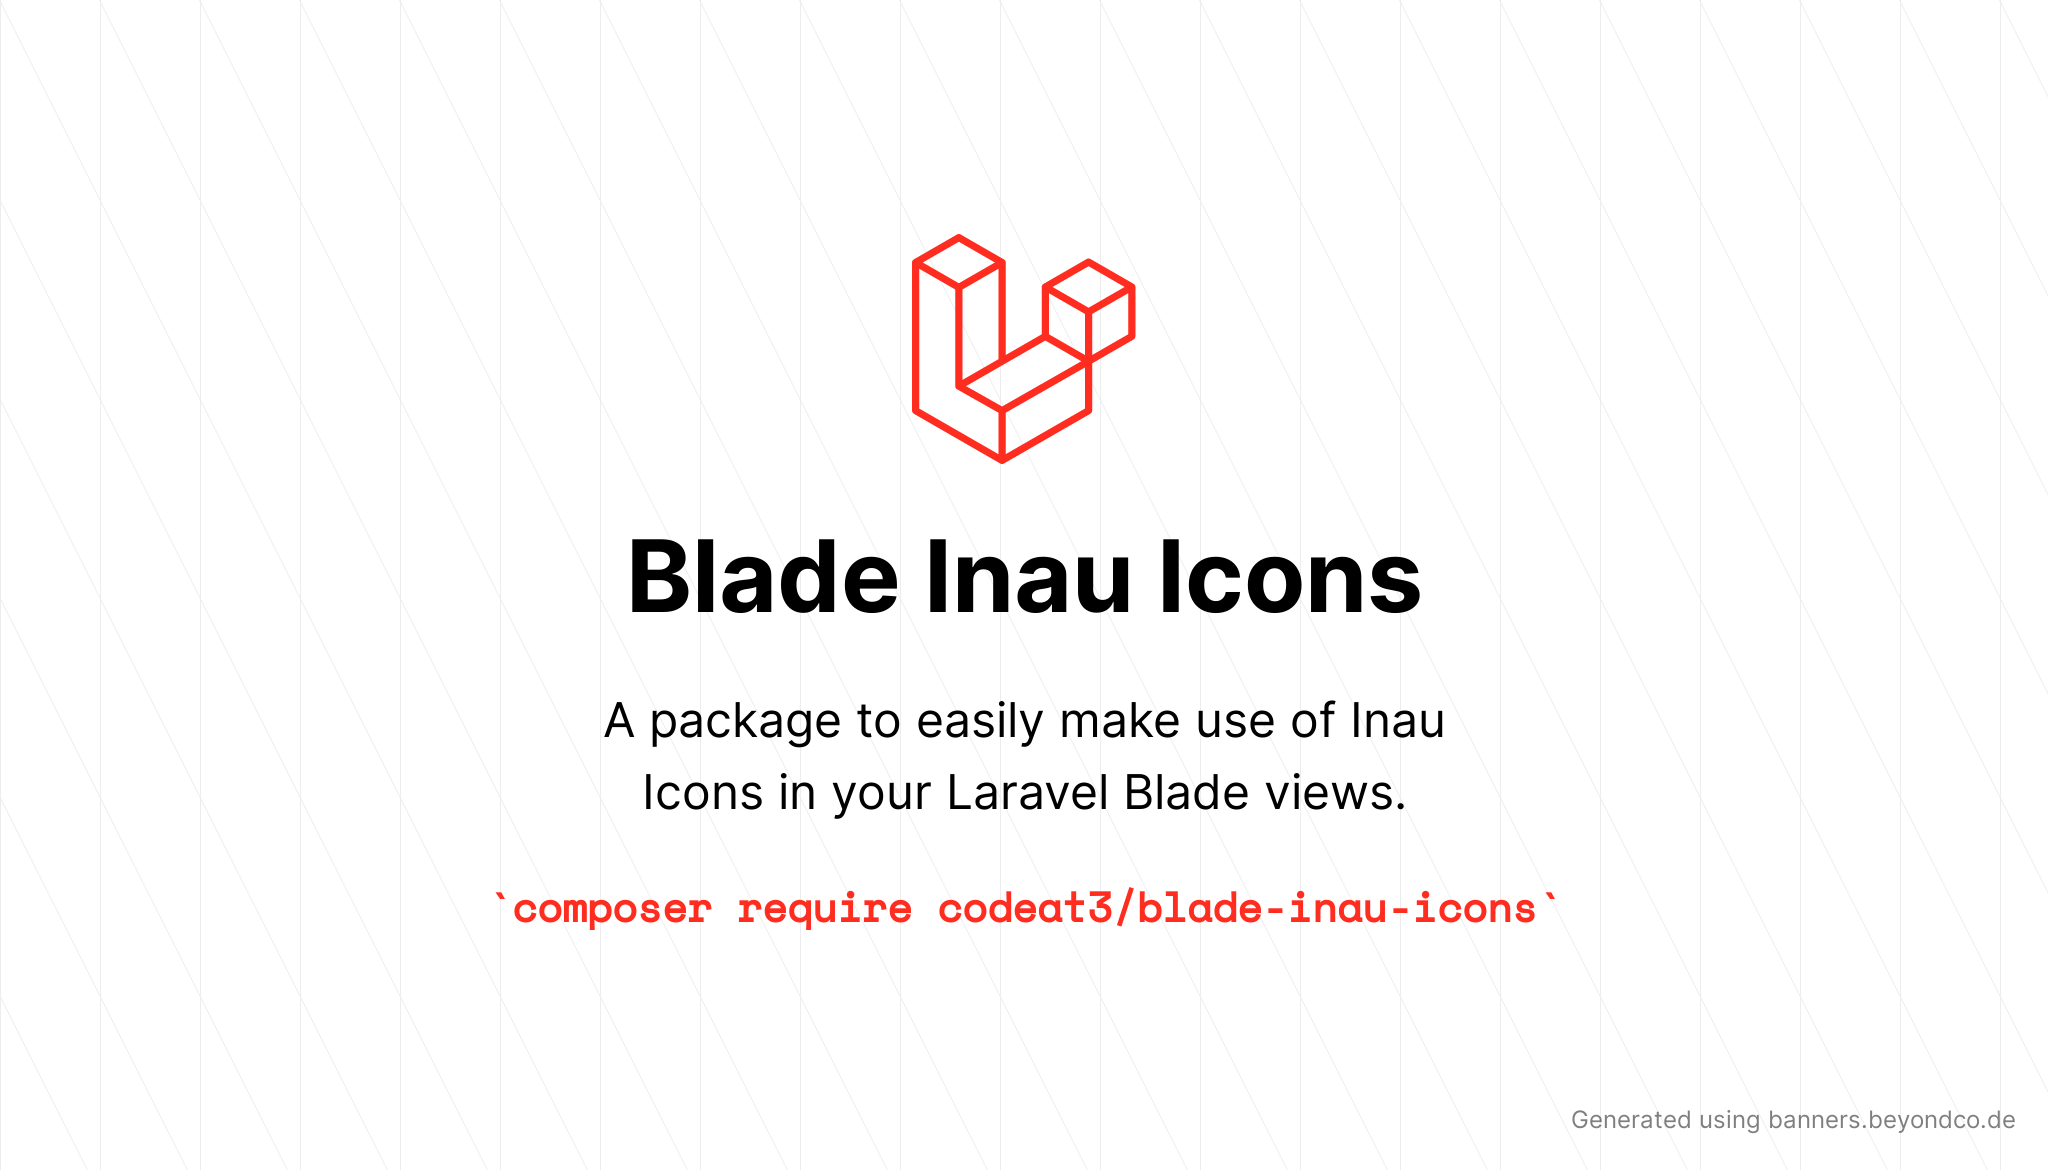 Blade Inau Icons
A package to easily make use of Inau
Icons in your Laravel Blade views.
`composer require codeat3/blade-inau-icons`
Generated using banners.beyondco.de